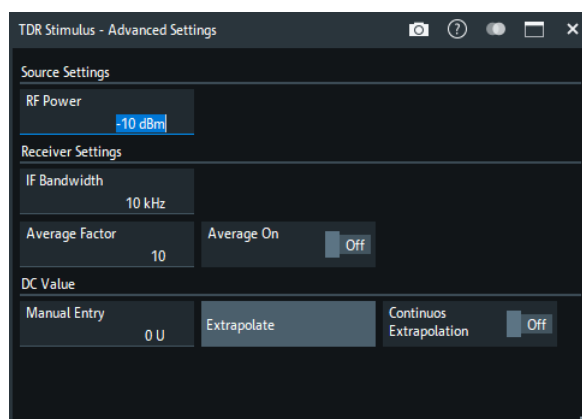 TDR Stimulus - Advanced Settings
Source Settings
RF Power
-10 dBm
Receiver Settings
IF Bandwidth
10 kHz
Average Factor
10
Average On
Off
DC Value
Manual Entry
0 U
Extrapolate
Continuos
Extrapolation
Off